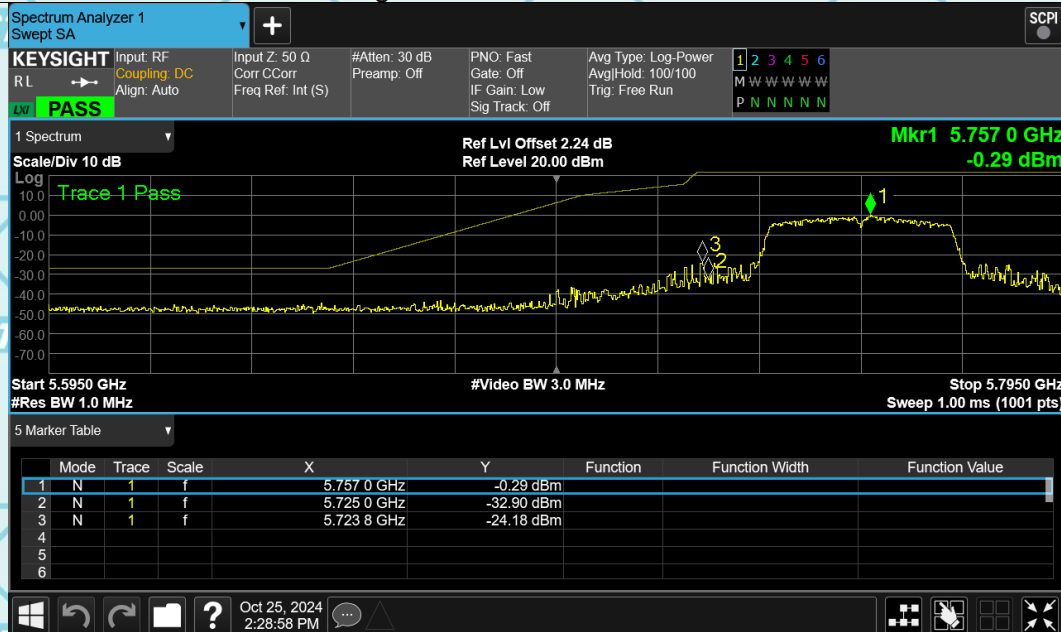 Spectrum Analyzer 1
Swept SA
+
SCPI
KEYSIGHT
RL
LXI PASS
Input: RF
Coupling: DC
Align: Auto
Input Z: 50 Ω
Corr CCorr
Freq Ref: Int (S)
#Atten: 30 dB
Preamp: Off
PNO: Fast
Gate: Off
IF Gain: Low
Sig Track: Off
Avg Type: Log-Power
Avg|Hold: 100/100
Trig: Free Run
1 2 3 4 5 6
M W W W W W
P N N N N N
1 Spectrum
Scale/Div 10 dB
Ref Lvl Offset 2.24 dB
Ref Level 20.00 dBm
Mkr1 5.757 0 GHz
-0.29 dBm
Log
Trace 1 Pass
10.0
0.00
-10.0
-20.0
-30.0
-40.0
-50.0
-60.0
-70.0
1
3
2
Start 5.5950 GHz
#Video BW 3.0 MHz
Stop 5.7950 GHz
#Res BW 1.0 MHz
Sweep 1.00 ms (1001 pts)
5 Marker Table
Mode Trace Scale X Y Function Function Width Function Value
1 N 1 f 5.757 0 GHz -0.29 dBm
2 N 1 f 5.725 0 GHz -32.90 dBm
3 N 1 f 5.723 8 GHz -24.18 dBm
4
5
6
?
Oct 25, 2024
2:28:58 PM